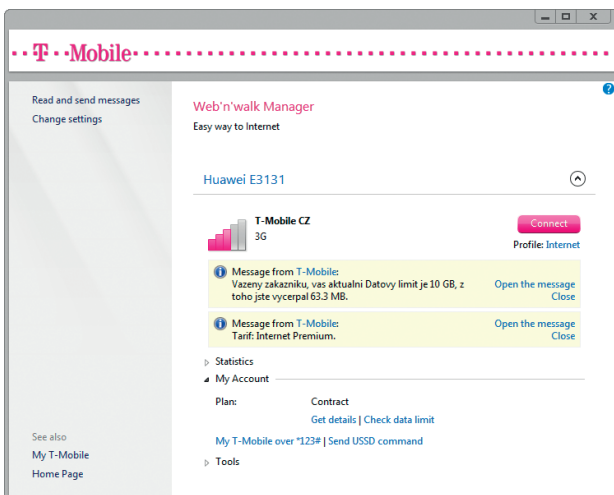 T··Mobile
Read and send messages
Change settings
Web'n'walk Manager
Easy way to Internet
Huawei E3131
T-Mobile CZ
3G
Connect
Profile: Internet
Message from T-Mobile:
Vazeny zakazniku, vas aktualni Datovy limit je 10 GB, z
toho jste vycerpal 63.3 MB.
Open the message
Close
Message from T-Mobile:
Tarif: Internet Premium.
Open the message
Close
Statistics
My Account
Plan: Contract
Get details | Check data limit
My T-Mobile over *123# | Send USSD command
Tools
See also
My T-Mobile
Home Page